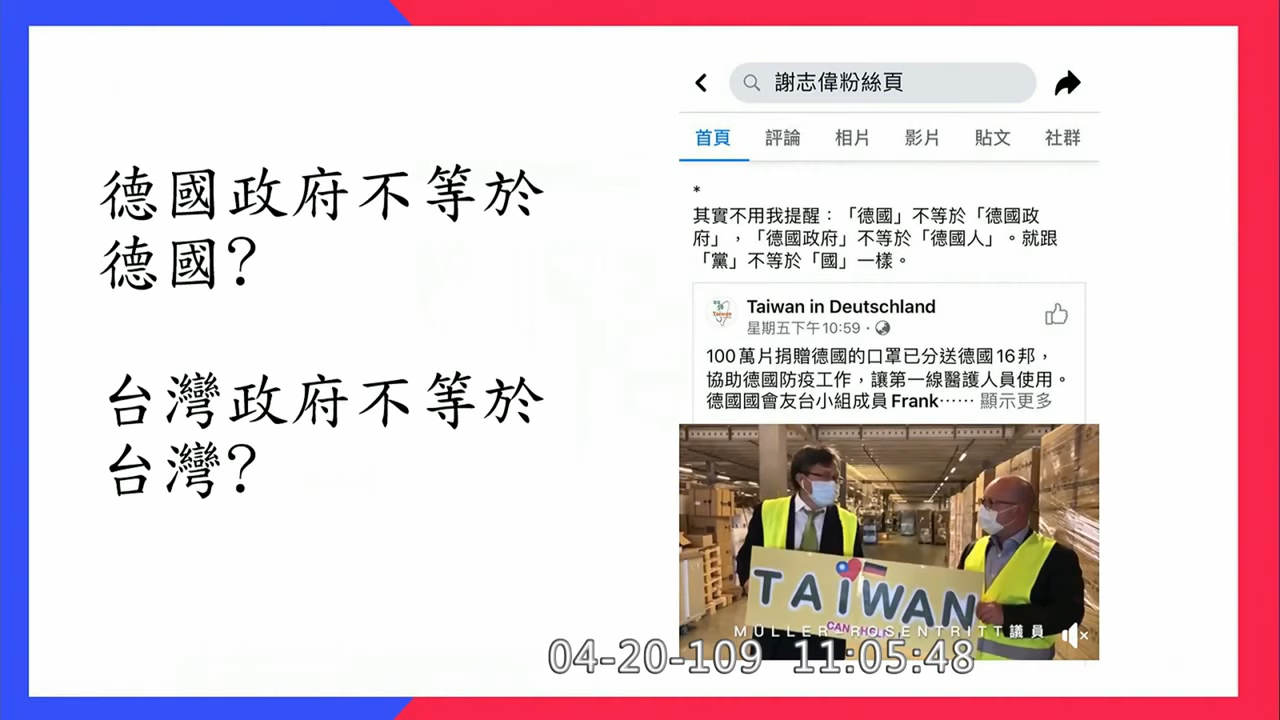 德國政府不等於
德國?
台灣政府不等於
台灣?
謝志偉粉絲頁
首頁 評論 相片 影片 貼文 社群
*
其實不用我提醒：「德國」不等於「德國政
府」，「德國政府」不等於「德國人」。就跟
「黨」不等於「國」一樣。
Taiwan in Deutschland
星期五下午10:59 ·
100萬片捐贈德國的口罩已分送德國16邦，
協助德國防疫工作，讓第一線醫護人員使用。
德國國會友台小組成員Frank…… 顯示更多
TAIWAN
CAN HELP
MÜLLER-ROSENTRITT議員
04-20-109 11:05:48